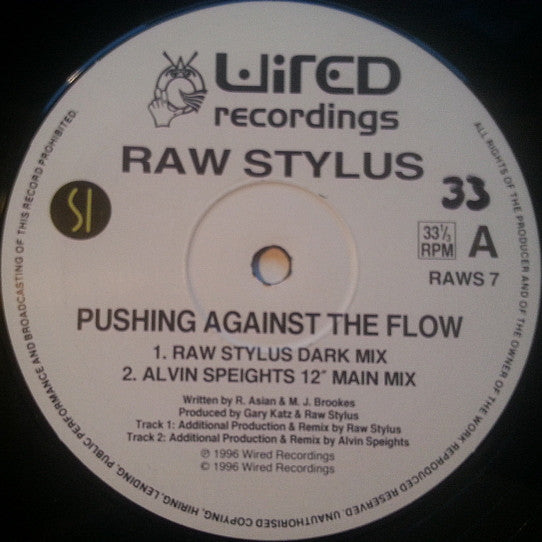 WIRED
recordings
RAW STYLUS
33
SI
33⅓
RPM
A
RAWS 7
PUSHING AGAINST THE FLOW
1. RAW STYLUS DARK MIX
2. ALVIN SPEIGHTS 12″ MAIN MIX
Written by R. Asian & M. J. Brookes
Produced by Gary Katz & Raw Stylus
Track 1: Additional Production & Remix by Raw Stylus
Track 2: Additional Production & Remix by Alvin Speights
℗ 1996 Wired Recordings
© 1996 Wired Recordings
ALL RIGHTS OF THE PRODUCER AND OF THE OWNER OF THE WORK REPRODUCED RESERVED. UNAUTHORISED COPYING, HIRING, LENDING, PUBLIC PERFORMANCE AND BROADCASTING OF THIS RECORD PROHIBITED.